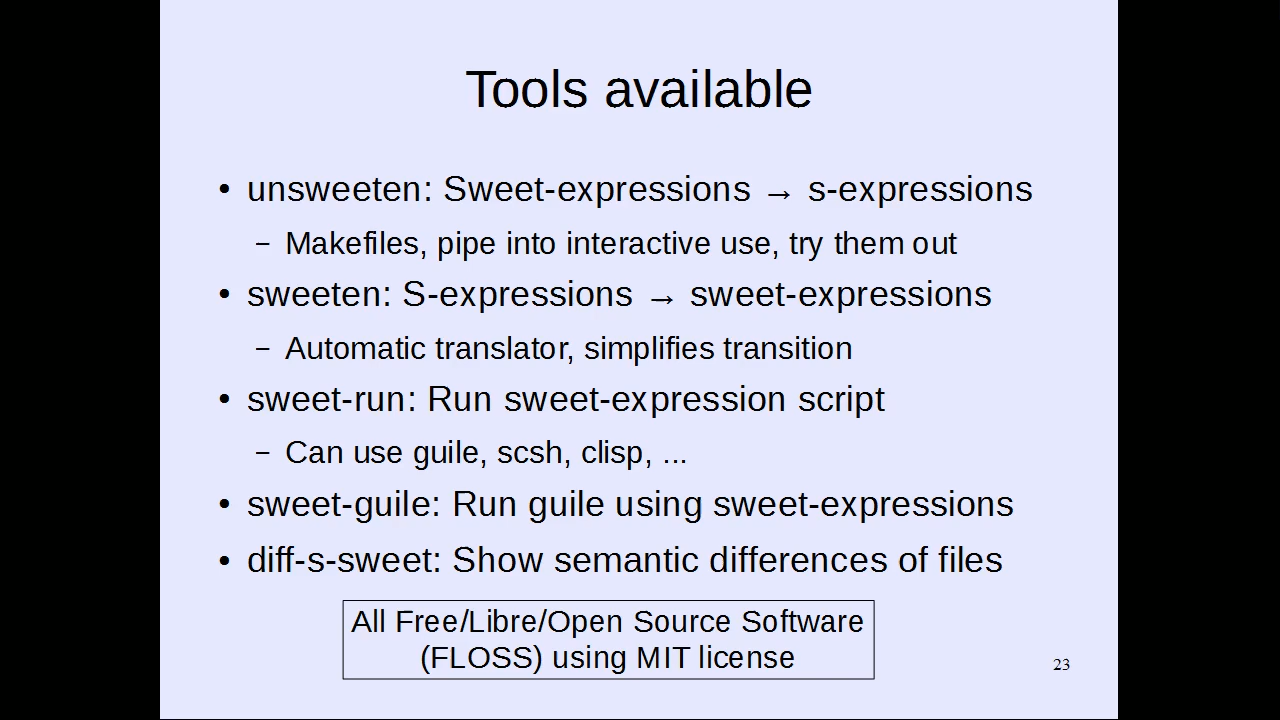 Tools available
• unsweeten: Sweet-expressions → s-expressions
– Makefiles, pipe into interactive use, try them out
• sweeten: S-expressions → sweet-expressions
– Automatic translator, simplifies transition
• sweet-run: Run sweet-expression script
– Can use guile, scsh, clisp, ...
• sweet-guile: Run guile using sweet-expressions
• diff-s-sweet: Show semantic differences of files
All Free/Libre/Open Source Software
(FLOSS) using MIT license
23